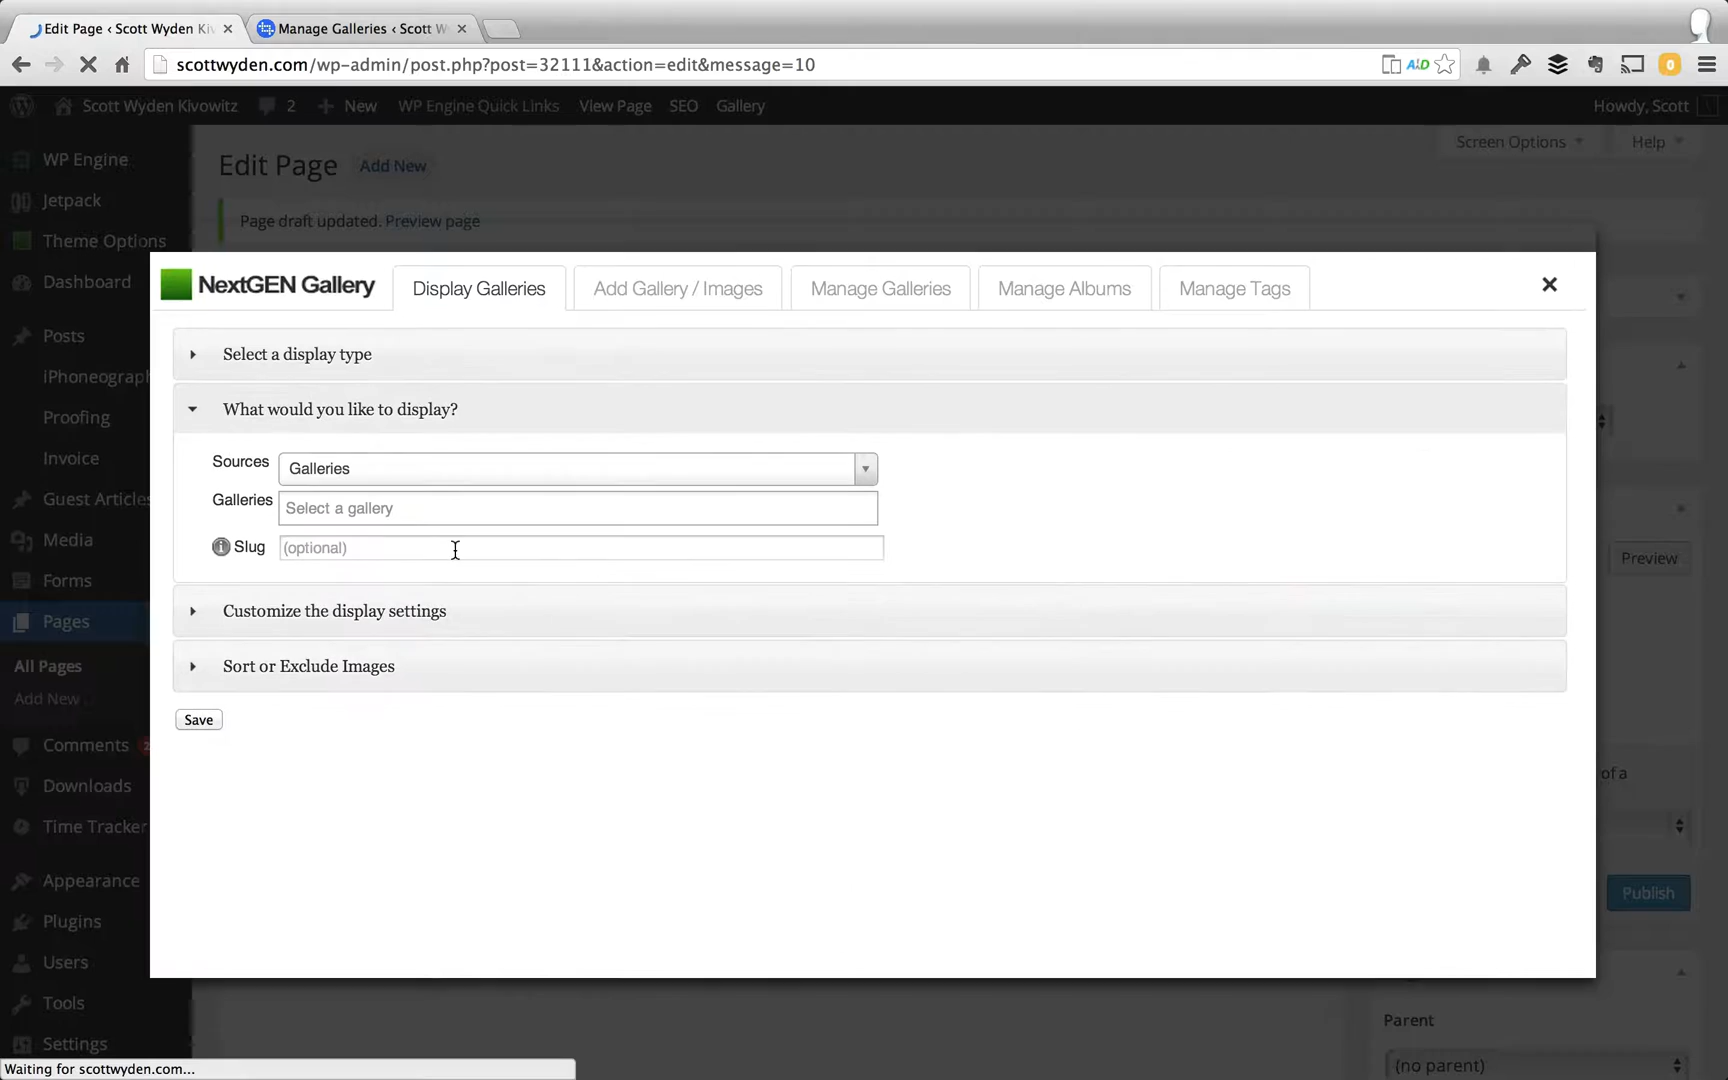 Edit Page ‹ Scott Wyden Kiv
Manage Galleries ‹ Scott W
scottwyden.com/wp-admin/post.php?post=32111&action=edit&message=10
0
Scott Wyden Kivowitz
2
New
WP Engine Quick Links
View Page
SEO
Gallery
Howdy, Scott
WP Engine
Jetpack
Theme Options
Dashboard
Posts
iPhoneograph
Proofing
Invoice
Guest Articles
Media
Forms
Pages
All Pages
Add New
Comments
2
Downloads
Time Tracker
Appearance
Plugins
Users
Tools
Settings
Edit Page
Add New
Screen Options
Help
Page draft updated. Preview page
NextGEN Gallery
Display Galleries
Add Gallery / Images
Manage Galleries
Manage Albums
Manage Tags
Select a display type
What would you like to display?
Sources
Galleries
Galleries
Select a gallery
Slug
(optional)
Customize the display settings
Sort or Exclude Images
Save
Preview
of a
Publish
Parent
(no parent)
Waiting for scottwyden.com...